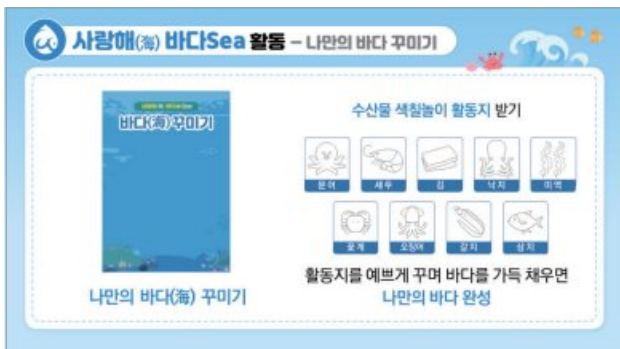 사랑해(海) 바다Sea 활동 – 나만의 바다 꾸미기
바다(海)꾸미기
나만의 바다(海) 꾸미기
수산물 색칠놀이 활동지 받기
문어
새우
김
낙지
미역
꽃게
오징어
갈치
삼치
활동지를 예쁘게 꾸며 바다를 가득 채우면
나만의 바다 완성